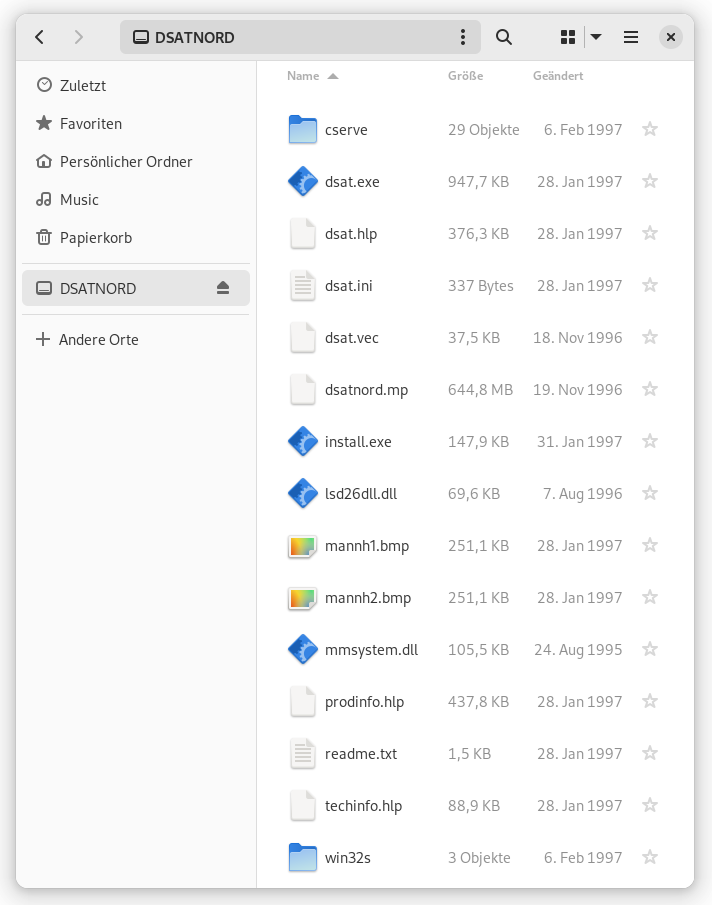 DSATNORD
Zuletzt
Favoriten
Persönlicher Ordner
Music
Papierkorb
DSATNORD
Andere Orte
Name Größe Geändert
cserve 29 Objekte 6. Feb 1997
dsat.exe 947,7 KB 28. Jan 1997
dsat.hlp 376,3 KB 28. Jan 1997
dsat.ini 337 Bytes 28. Jan 1997
dsat.vec 37,5 KB 18. Nov 1996
dsatnord.mp 644,8 MB 19. Nov 1996
install.exe 147,9 KB 31. Jan 1997
lsd26dll.dll 69,6 KB 7. Aug 1996
mannh1.bmp 251,1 KB 28. Jan 1997
mannh2.bmp 251,1 KB 28. Jan 1997
mmsystem.dll 105,5 KB 24. Aug 1995
prodinfo.hlp 437,8 KB 28. Jan 1997
readme.txt 1,5 KB 28. Jan 1997
techinfo.hlp 88,9 KB 28. Jan 1997
win32s 3 Objekte 6. Feb 1997